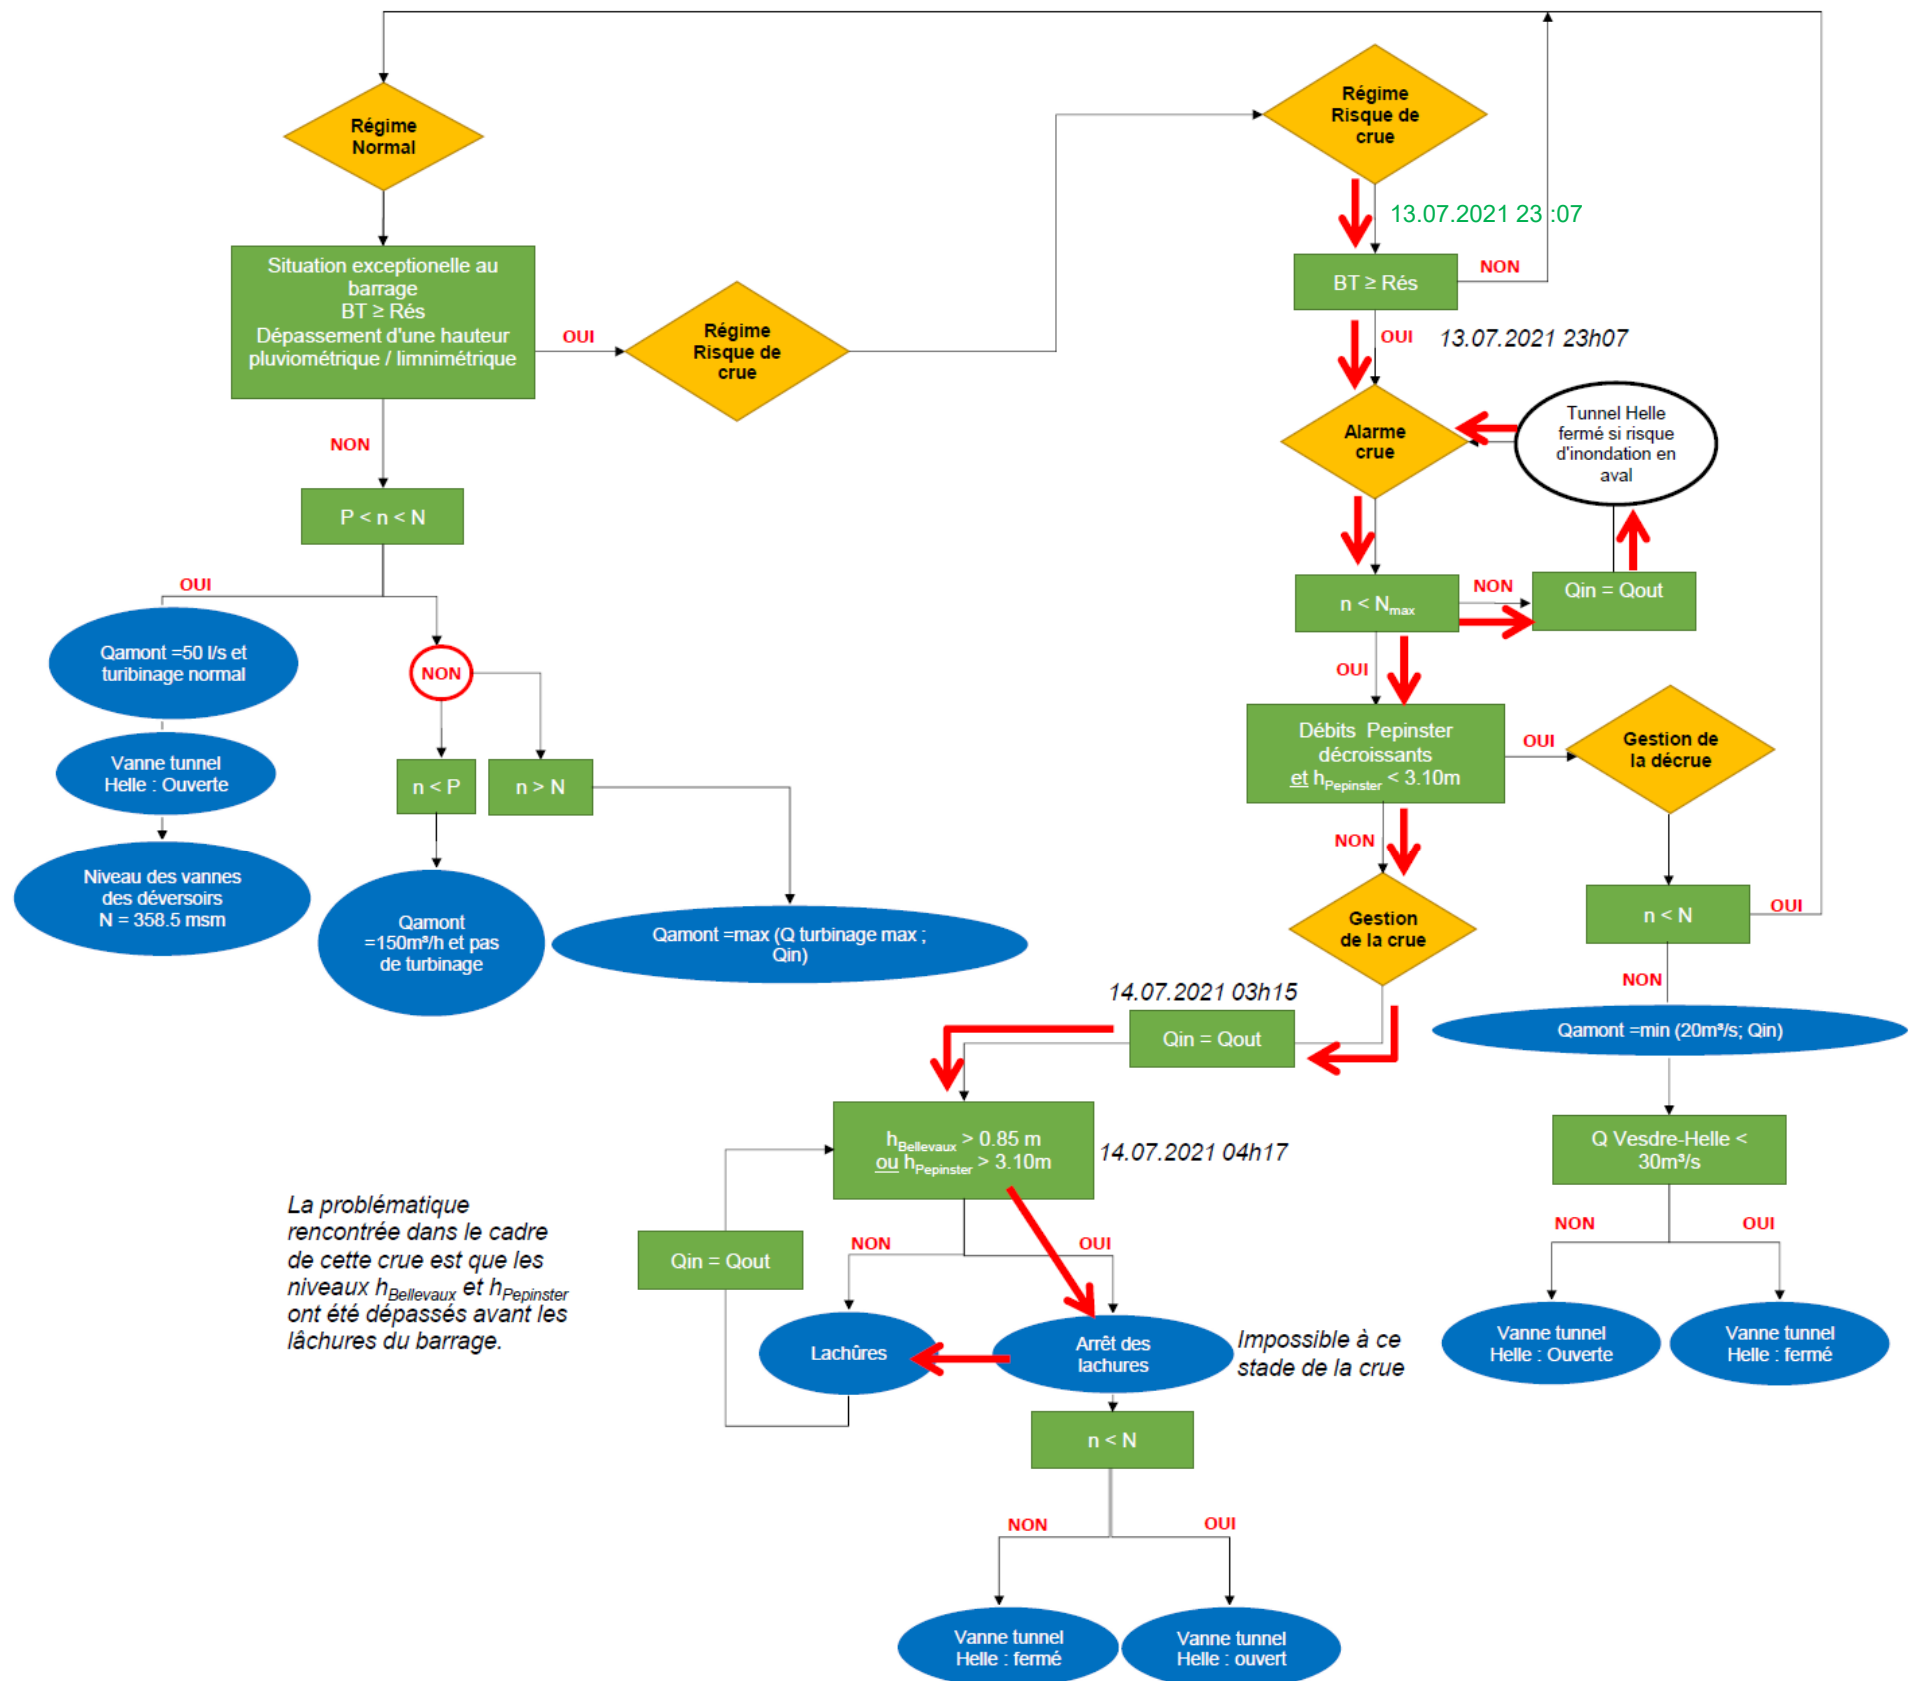 Régime
Normal
Situation exceptionelle au
barrage
BT ≥ Rés
Dépassement d'une hauteur
pluviométrique / limnimétrique
OUI
Régime
Risque de
crue
NON
P < n < N
OUI
Qamont =50 l/s et
turibinage normal
NON
Vanne tunnel
Helle : Ouverte
n < P
n > N
Niveau des vannes
des déversoirs
N = 358.5 msm
Qamont
=150m³/h et pas
de turbinage
Qamont =max (Q turbinage max ;
Qin)
Régime
Risque de
crue
13.07.2021 23 :07
BT ≥ Rés
NON
OUI
13.07.2021 23h07
Alarme
crue
Tunnel Helle
fermé si risque
d'inondation en
aval
n < Nmax
NON
Qin = Qout
OUI
Débits Pepinster
décroissants
et hPepinster < 3.10m
OUI
Gestion de
la décrue
NON
Gestion
de la crue
n < N
OUI
NON
14.07.2021 03h15
Qin = Qout
Qamont =min (20m³/s; Qin)
hBellevaux > 0.85 m
ou hPepinster > 3.10m
14.07.2021 04h17
Q Vesdre-Helle <
30m³/s
La problématique
rencontrée dans le cadre
de cette crue est que les
niveaux hBellevaux et hPepinster
ont été dépassés avant les
lâchures du barrage.
Qin = Qout
NON
OUI
NON
OUI
Lachûres
Arrêt des
lachures
Impossible à ce
stade de la crue
Vanne tunnel
Helle : Ouverte
Vanne tunnel
Helle : fermé
n < N
NON
OUI
Vanne tunnel
Helle : fermé
Vanne tunnel
Helle : ouvert